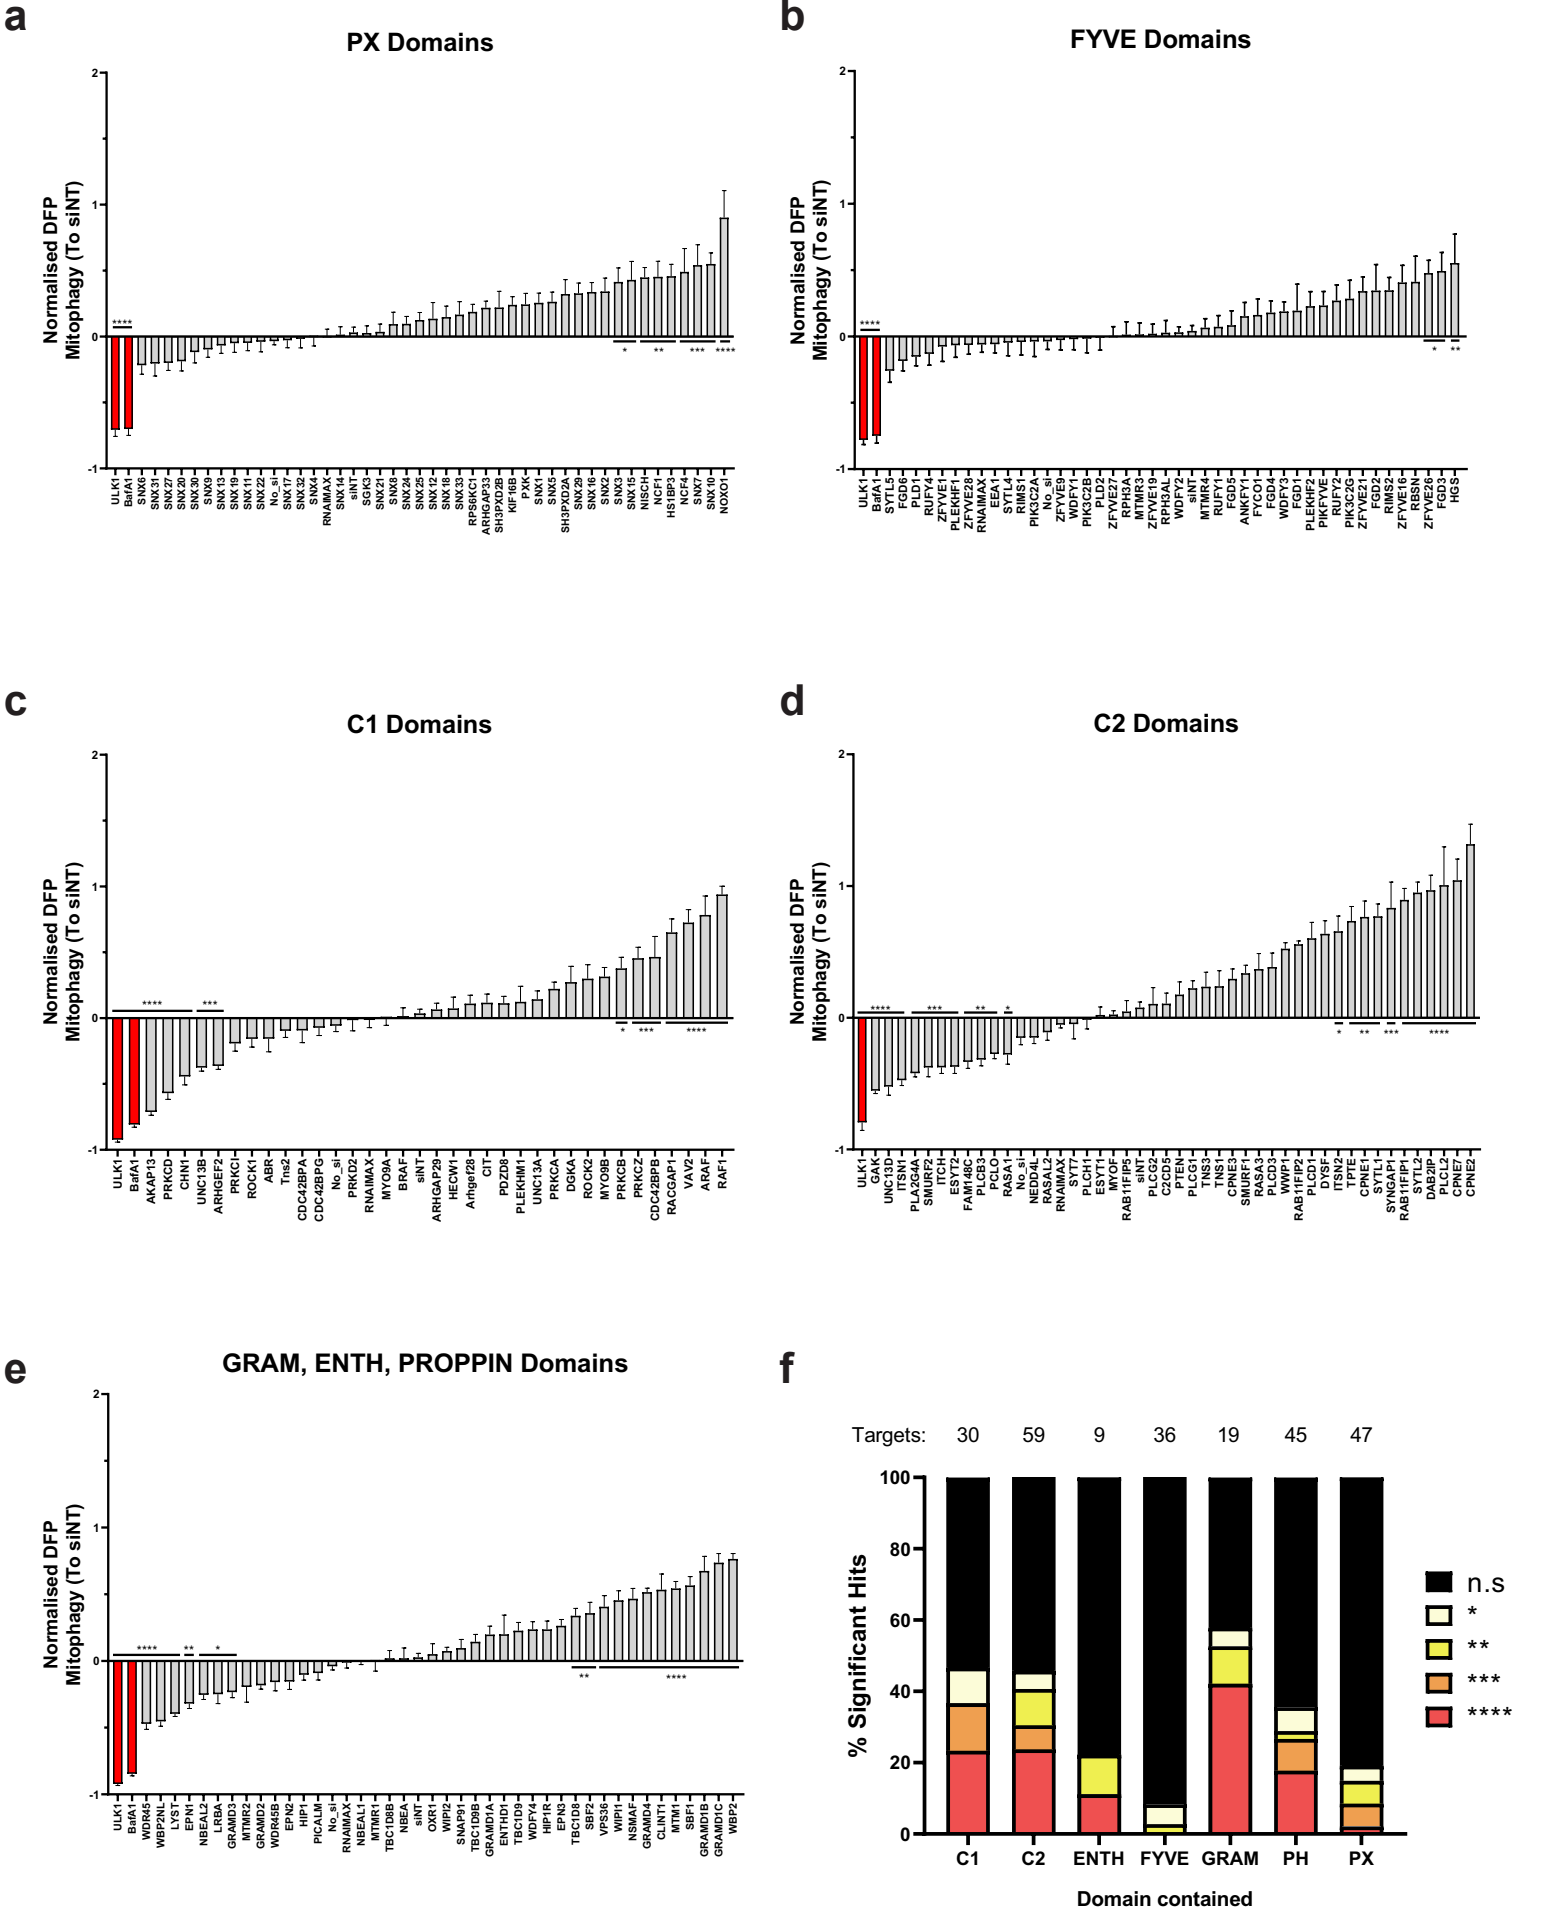 a
PX Domains
Normalised DFP
Mitophagy (To siNT)
2
1
0
-1
****
*
**
***
****
ULK1
BafA1
SNX6
SNX31
SNX27
SNX20
SNX30
SNX9
SNX13
SNX19
SNX11
SNX22
No_si
SNX17
SNX32
SNX4
RNAIMAX
SNX14
siNT
SGK3
SNX21
SNX8
SNX24
SNX25
SNX12
SNX18
SNX33
RPS6KC1
ARHGAP33
SH3PXD2B
KIF16B
PXK
SNX1
SNX5
SH3PXD2A
SNX29
SNX16
SNX2
SNX3
SNX15
NISCH
NCF1
HS1BP3
NCF4
SNX7
SNX10
NOXO1
b
FYVE Domains
Normalised DFP
Mitophagy (To siNT)
2
1
0
-1
****
*
**
ULK1
BafA1
SYTL5
FGD6
PLD1
RUFY4
ZFYVE1
PLEKHF1
ZFYVE28
RNAIMAX
EEA1
SYTL4
RIMS1
PIK3C2A
No_si
ZFYVE9
WDFY1
PIK3C2B
PLD2
ZFYVE27
RPH3A
MTMR3
ZFYVE19
RPH3AL
WDFY2
siNT
MTMR4
RUFY1
FGD5
ANKFY1
FYCO1
FGD4
WDFY3
FGD1
PLEKHF2
PIKFYVE
RUFY2
PIK3C2G
ZFYVE21
FGD2
RIMS2
ZFYVE16
RBSN
ZFYVE26
FGD3
HGS
c
C1 Domains
Normalised DFP
Mitophagy (To siNT)
2
1
0
-1
****
***
*
***
****
ULK1
BafA1
AKAP13
PRKCD
CHN1
UNC13B
ARHGEF2
PRKCI
ROCK1
ABR
Tns2
CDC42BPA
CDC42BPG
No_si
PRKD2
RNAIMAX
MYO9A
BRAF
siNT
ARHGAP29
HECW1
Arhgef28
CIT
PDZD8
PLEKHM1
UNC13A
PRKCA
DGKA
ROCK2
MYO9B
PRKCB
PRKCZ
CDC42BPB
RACGAP1
VAV2
ARAF
RAF1
d
C2 Domains
Normalised DFP
Mitophagy (To siNT)
2
1
0
-1
****
***
**
*
*
**
***
****
ULK1
GAK
UNC13D
ITSN1
PLA2G4A
SMURF2
ITCH
ESYT2
FAM148C
PLCB3
PCLO
RASA1
No_si
NEDD4L
RASAL2
RNAIMAX
SYT7
PLCH1
ESYT1
MYOF
RAB11FIP5
siNT
PLCG2
C2CD5
PTEN
PLCG1
TNS3
TNS1
CPNE3
SMURF1
RASA3
PLCD3
WWP1
RAB11FIP2
PLCD1
DYSF
ITSN2
TPTE
CPNE1
SYTL1
SYNGAP1
RAB11FIP1
SYTL2
DAB2IP
PLCL2
CPNE7
CPNE2
e
GRAM, ENTH, PROPPIN Domains
Normalised DFP
Mitophagy (To siNT)
2
1
0
-1
****
**
*
**
****
ULK1
BafA1
WDR45
WBP2NL
LYST
EPN1
NBEAL2
LRBA
GRAMD3
MTMR2
GRAMD2
WDR45B
EPN2
HIP1
PICALM
No_si
RNAIMAX
NBEAL1
MTMR1
TBC1D8B
NBEA
siNT
OXR1
WIPI2
SNAP91
TBC1D9B
GRAMD1A
ENTHD1
TBC1D9
WDFY4
HIP1R
EPN3
TBC1D8
SBF2
VPS36
WIPI1
NSMAF
GRAMD4
CLINT1
MTM1
SBF1
GRAMD1B
GRAMD1C
WBP2
f
Targets: 30 59 9 36 19 45 47
% Significant Hits
100
80
60
40
20
0
C1 C2 ENTH FYVE GRAM PH PX
Domain contained
n.s
*
**
***
****